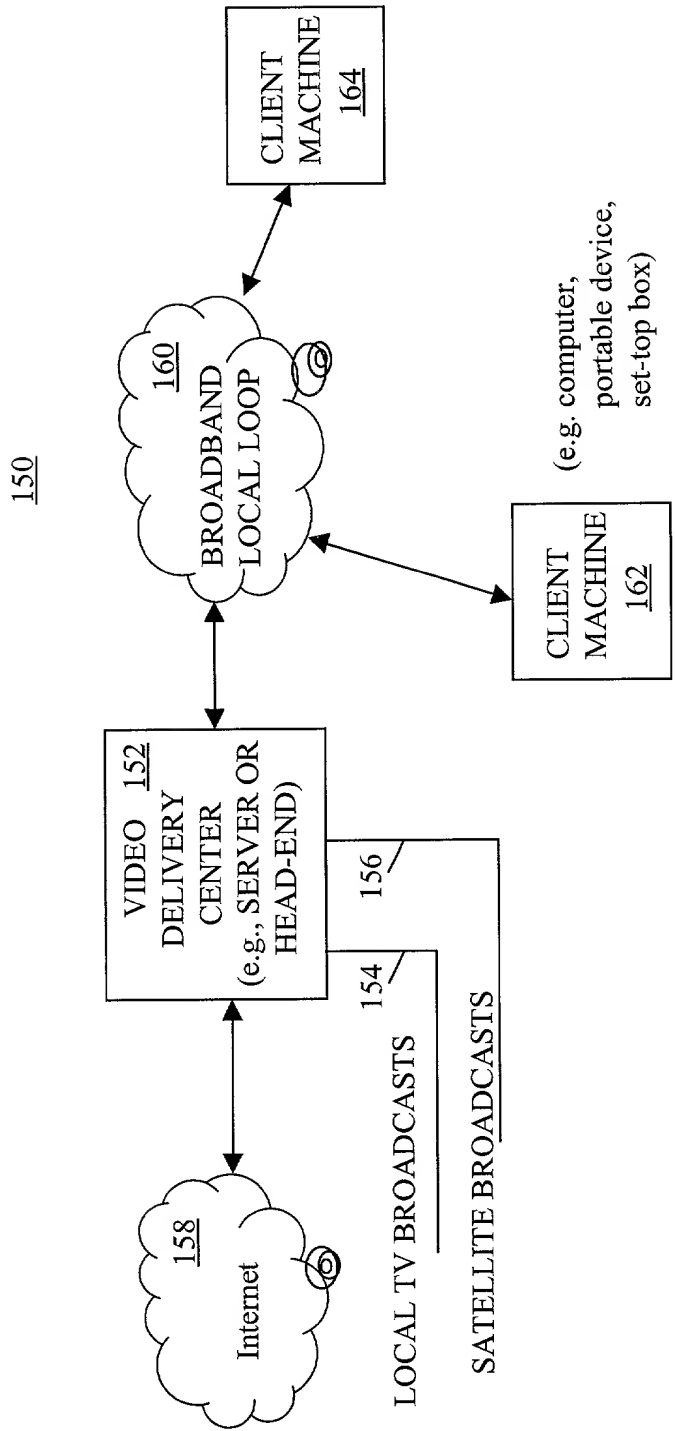 150
VIDEO 152
DELIVERY
CENTER
(e.g., SERVER OR
HEAD-END)
158
Internet
160
BROADBAND
LOCAL LOOP
CLIENT
MACHINE
164
154
156
LOCAL TV BROADCASTS
SATELLITE BROADCASTS
CLIENT
MACHINE
162
(e.g. computer,
portable device,
set-top box)